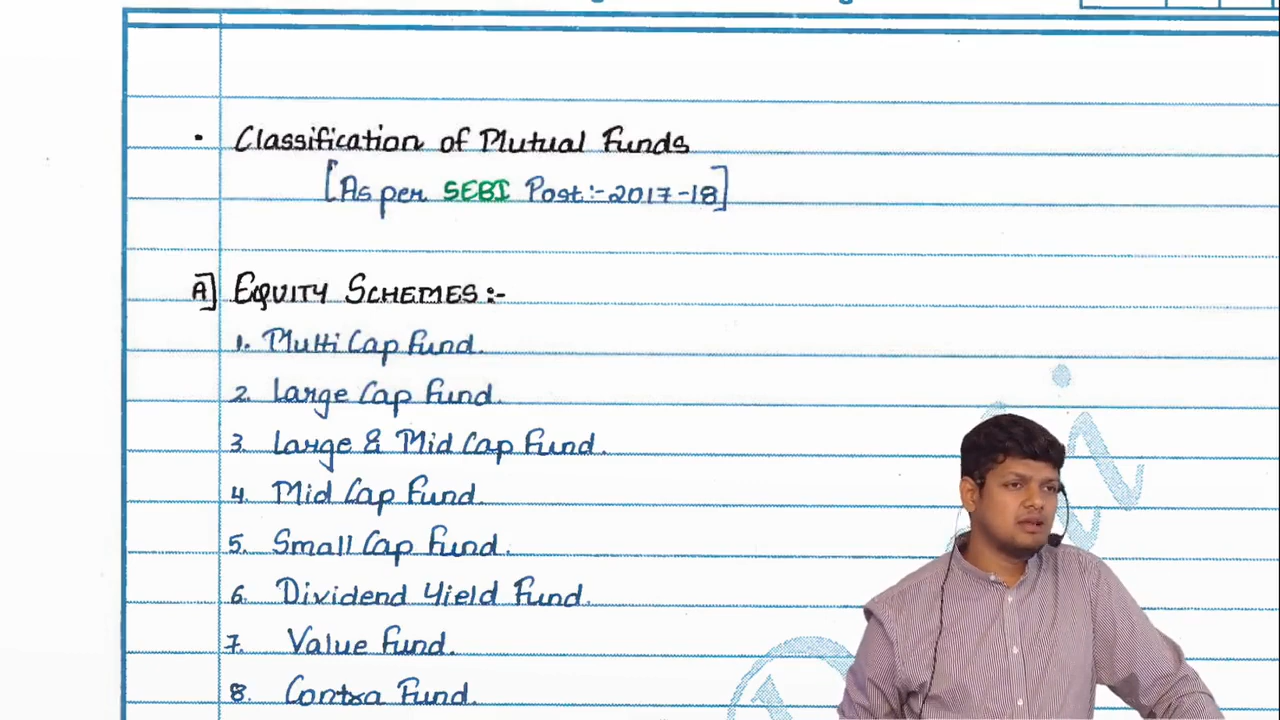 • Classification of Mutual Funds
[As per SEBI Post:-2017-18]
A] EQUITY SCHEMES:-
1. Multi Cap Fund.
2. Large Cap Fund.
3. Large & Mid Cap Fund.
4. Mid Cap Fund.
5. Small Cap Fund.
6. Dividend Yield Fund.
7. Value Fund.
8. Contra Fund.